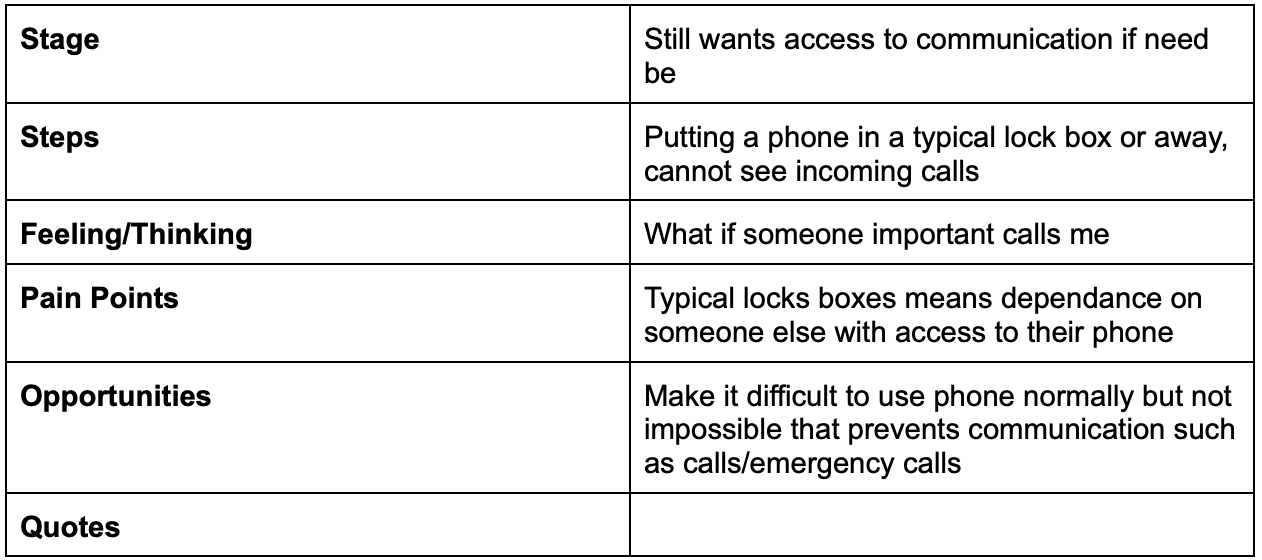 Stage
Still wants access to communication if need
be
Steps
Putting a phone in a typical lock box or away,
cannot see incoming calls
Feeling/Thinking
What if someone important calls me
Pain Points
Typical locks boxes means dependance on
someone else with access to their phone
Opportunities
Make it difficult to use phone normally but not
impossible that prevents communication such
as calls/emergency calls
Quotes